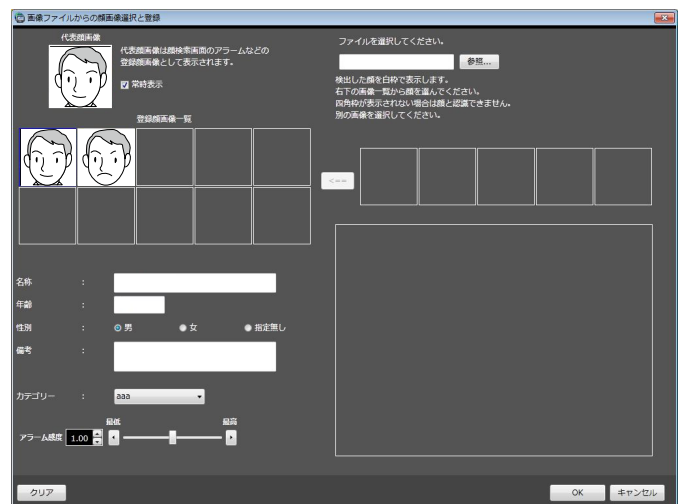 画像ファイルからの顔画像選択と登録
代表顔画像
代表顔画像は顔検索画面のアラームなどの
登録顔画像として表示されます。
常時表示
登録顔画像一覧
ファイルを選択してください。
参照...
検出した顔を白枠で表示します。
右下の画像一覧から顔を選んでください。
四角枠が表示されない場合は顔と認識できません。
別の画像を選択してください。
<==
名称 :
年齢 :
性別 : 男 女 指定無し
備考 :
カテゴリー : aaa
最低 最高
アラーム感度 1.00
クリア
OK キャンセル